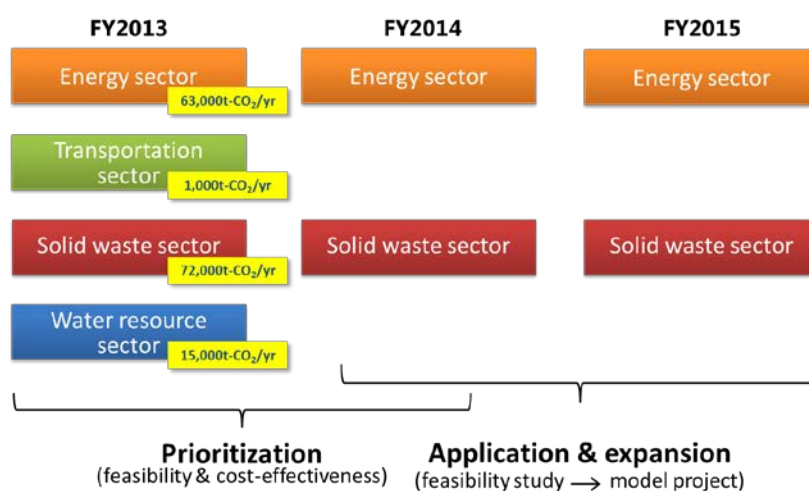 FY2013
FY2014
FY2015
Energy sector
63,000t-CO₂/yr
Energy sector
Energy sector
Transportation
sector
1,000t-CO₂/yr
Solid waste sector
72,000t-CO₂/yr
Solid waste sector
Solid waste sector
Water resource
sector
15,000t-CO₂/yr
Prioritization
(feasibility & cost-effectiveness)
Application & expansion
(feasibility study → model project)